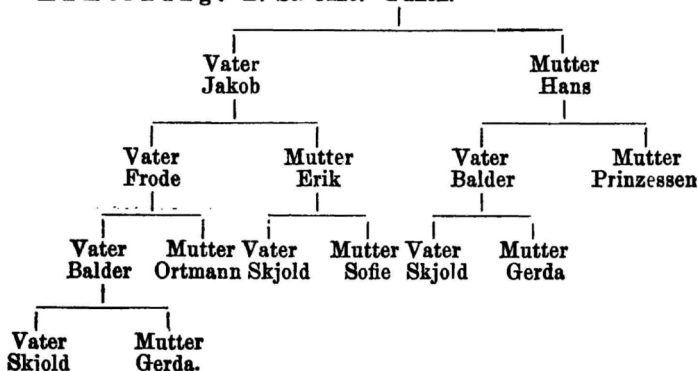 Vater Mutter
Jakob Hans
Vater Mutter Vater Mutter
Frode Erik Balder Prinzessen
Vater Mutter Vater Mutter Vater Mutter
Balder Ortmann Skjold Sofie Skjold Gerda
Vater Mutter
Skjold Gerda.